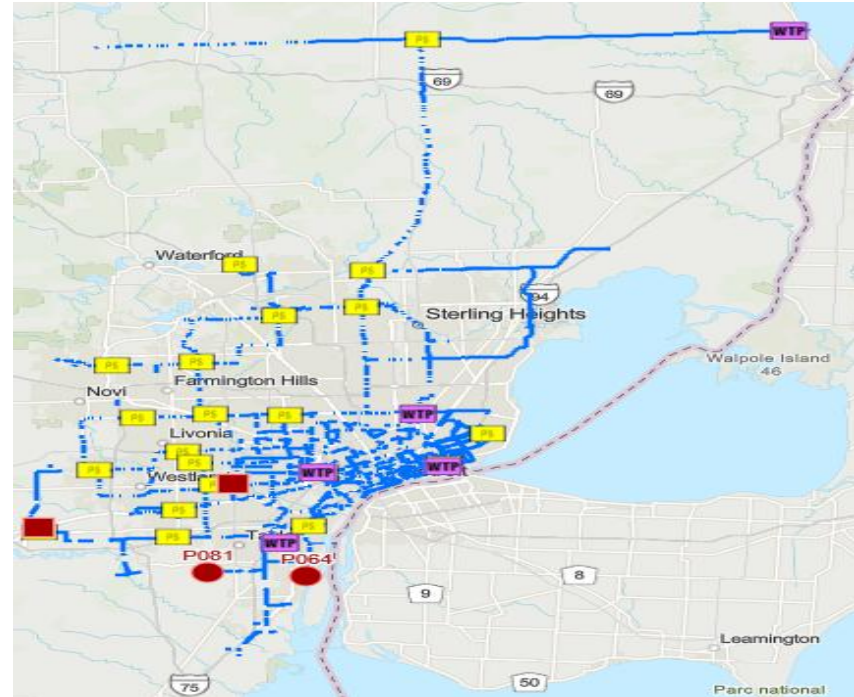 WTP
PS
69
69
Waterford
PS
PS
94
PS
PS
Sterling Heights
PS
PS
Walpole Island
46
Farmington Hills
Novi
PS
PS
PS
WTP
PS
Livonia
PS
PS
PS
WTP
WTP
Westl
PS
PS
PS
WTP
P081
P064
8
9
Leamington
50
75
Parc national